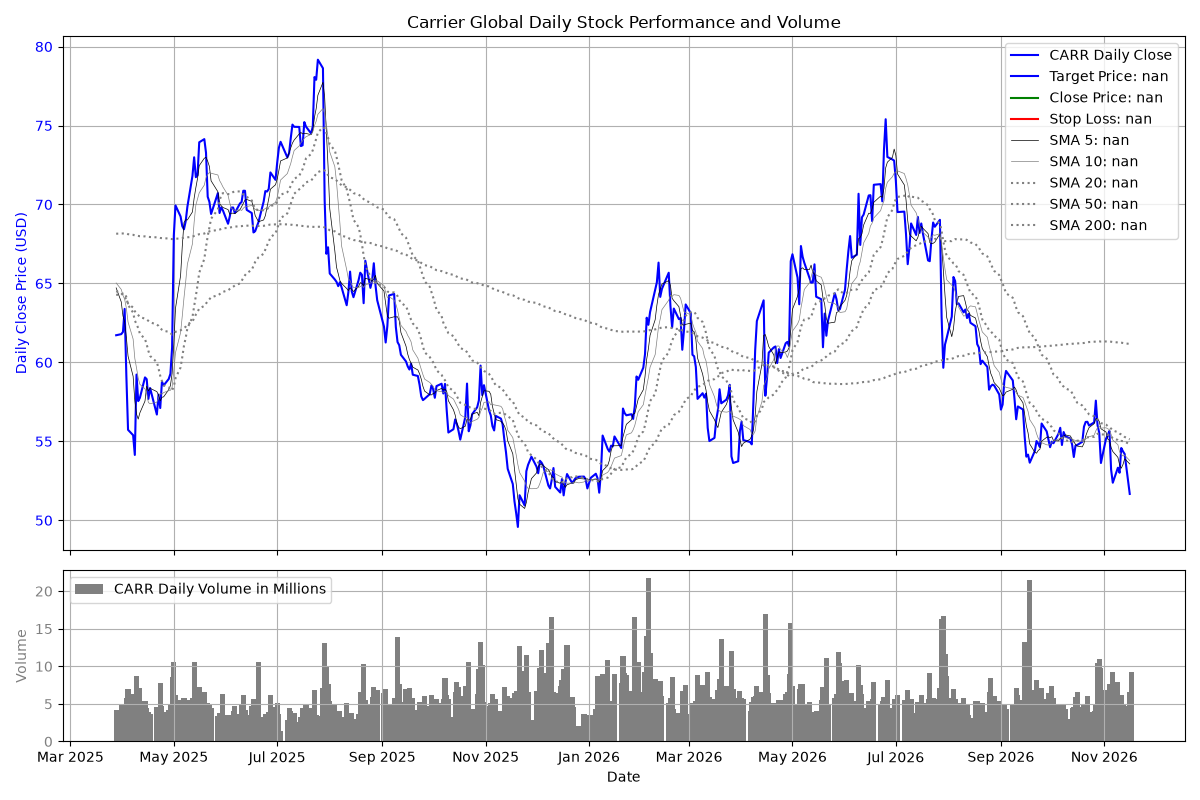 Carrier Global Daily Stock Performance and Volume
Daily Close Price (USD)
80
75
70
65
60
55
50
CARR Daily Close
Target Price: nan
Close Price: nan
Stop Loss: nan
SMA 5: nan
SMA 10: nan
SMA 20: nan
SMA 50: nan
SMA 200: nan
CARR Daily Volume in Millions
Volume
20
15
10
5
0
Mar 2025
May 2025
Jul 2025
Sep 2025
Nov 2025
Jan 2026
Mar 2026
May 2026
Jul 2026
Sep 2026
Nov 2026
Date